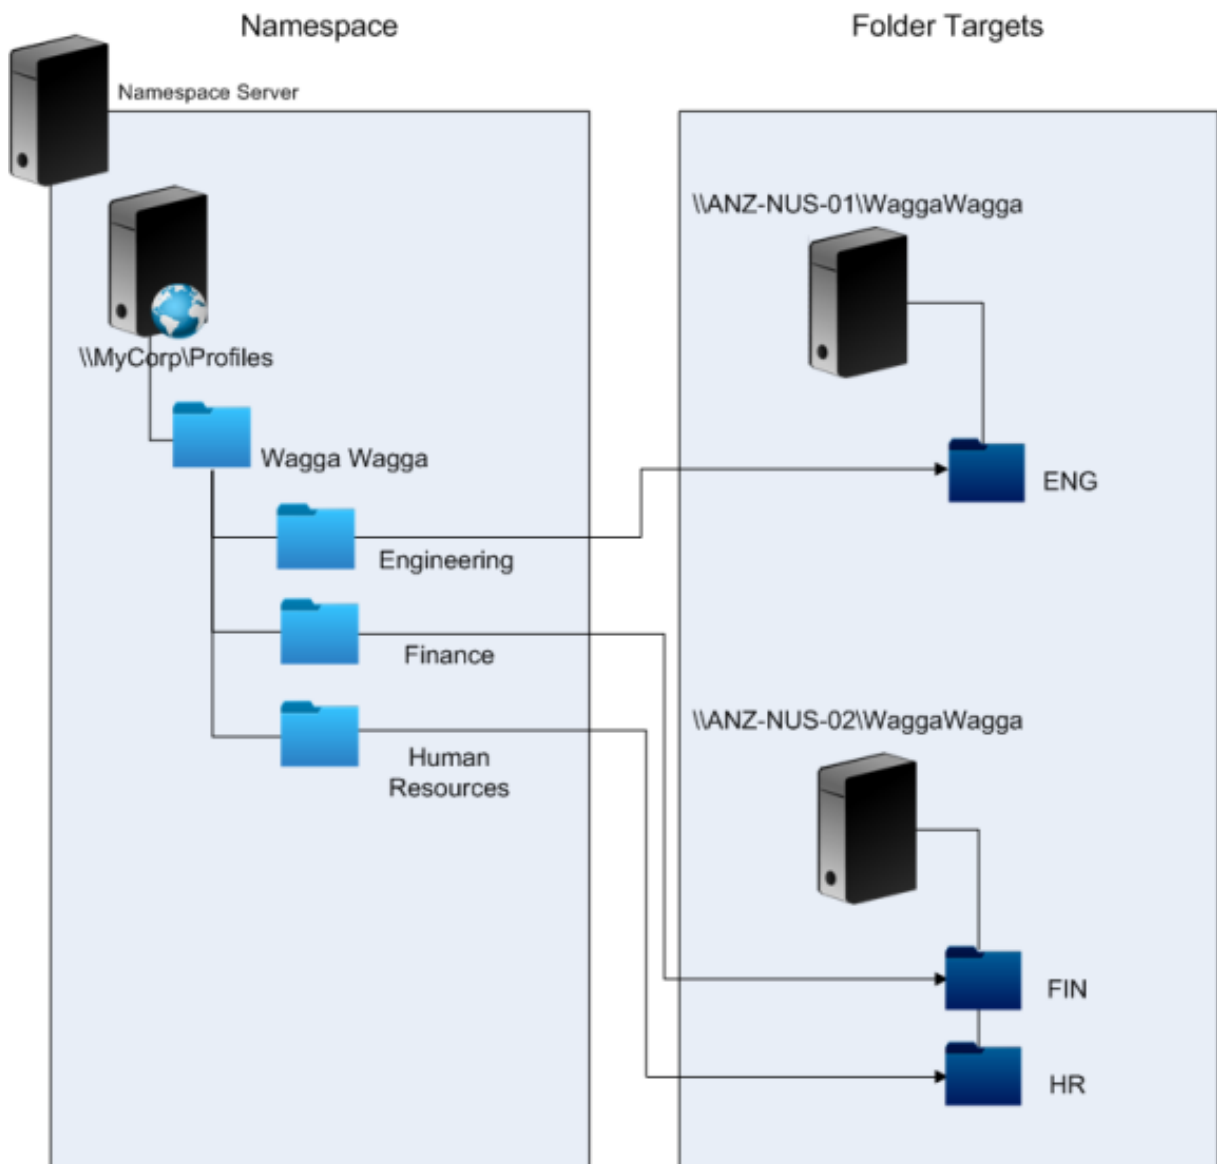 Namespace
Folder Targets
Namespace Server
\\MyCorp\Profiles
Wagga Wagga
Engineering
Finance
Human
Resources
\\ANZ-NUS-01\WaggaWagga
ENG
\\ANZ-NUS-02\WaggaWagga
FIN
HR